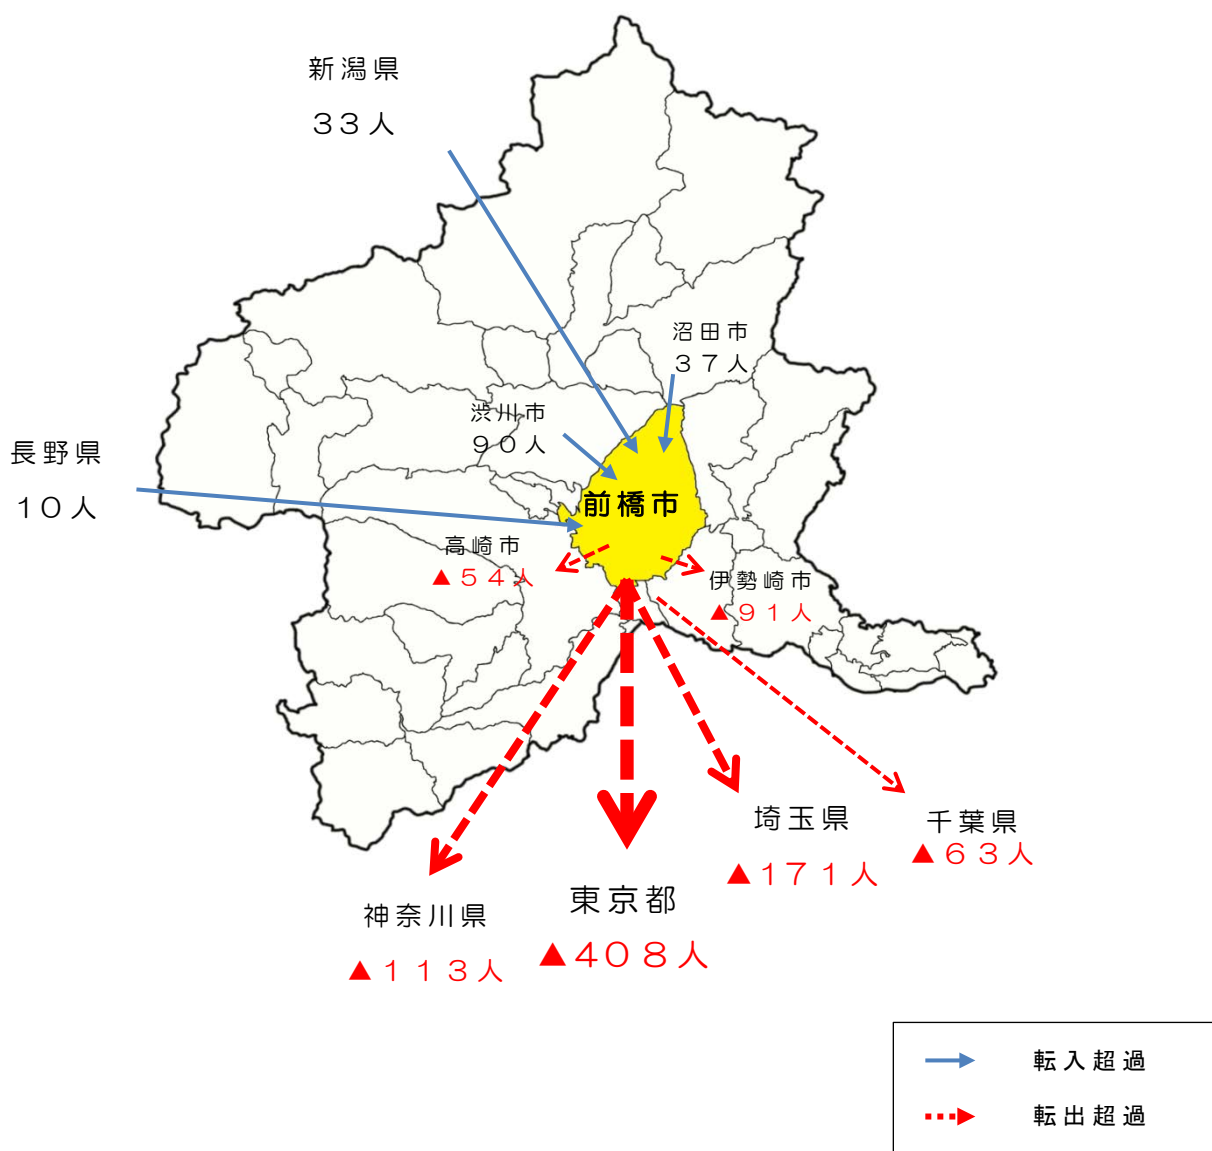 新潟県
３３人
沼田市
３７人
渋川市
９０人
長野県
１０人
前橋市
高崎市
▲５４人
伊勢崎市
▲９１人
埼玉県
▲１７１人
千葉県
▲６３人
東京都
▲４０８人
神奈川県
▲１１３人
転入超過
転出超過